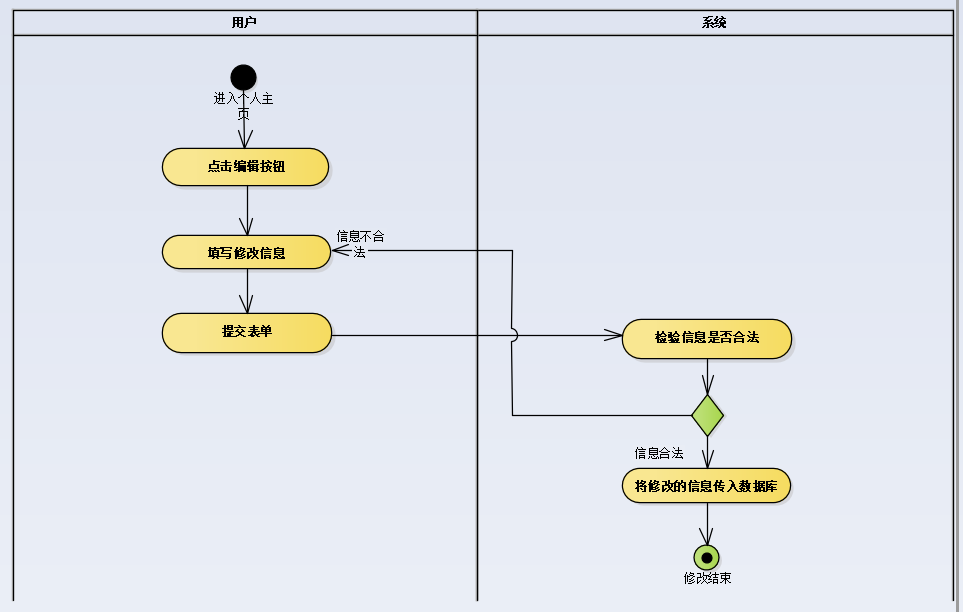 用户
系统
进入个人主
页
点击编辑按钮
信息不合
法
填写修改信息
提交表单
检验信息是否合法
信息合法
将修改的信息传入数据库
修改结束